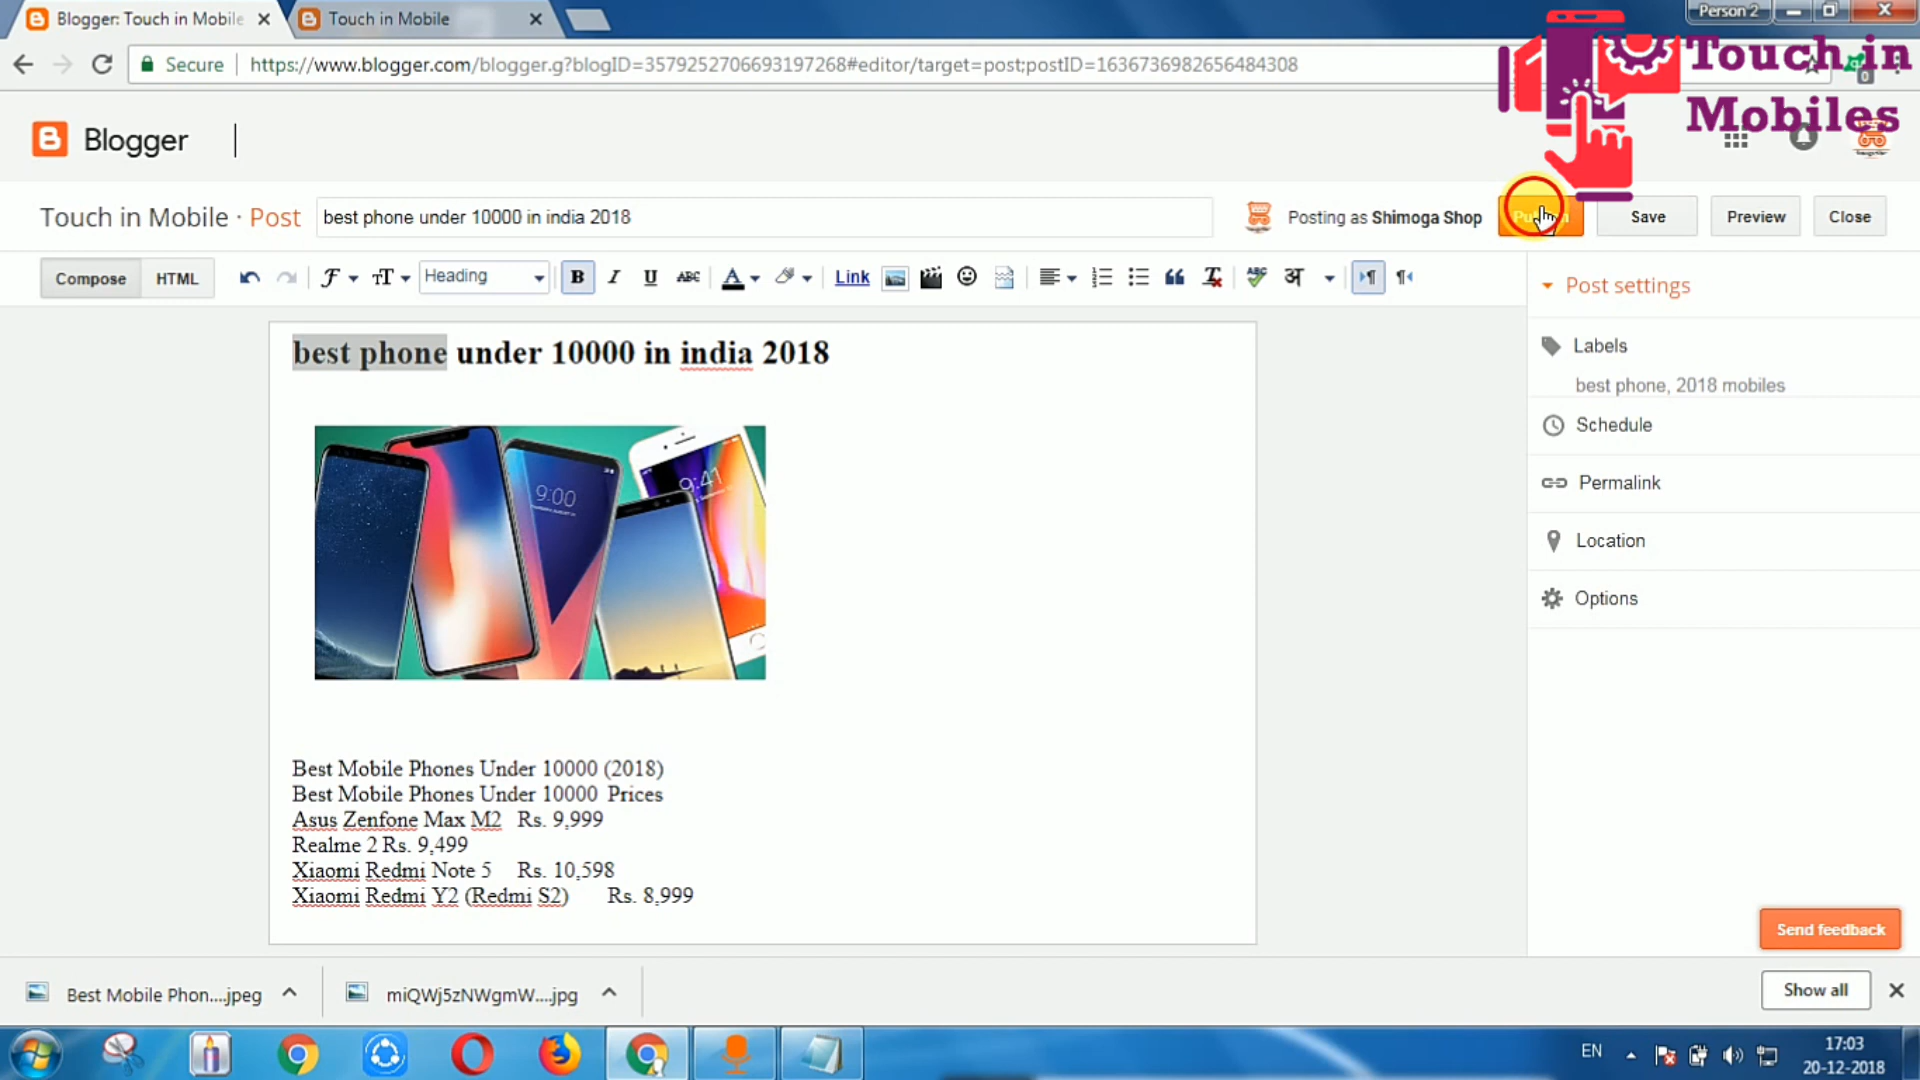 Blogger: Touch in Mobile
Touch in Mobile
Person 2
Secure
https://www.blogger.com/blogger.g?blogID=3579252706693197268#editor/target=post;postID=1636736982656484308
Touch in
Mobiles
0
Blogger
Touch in Mobile · Post
best phone under 10000 in india 2018
Posting as Shimoga Shop
Save
Preview
Close
Compose
HTML
Heading
B I U ABC A
Link
अ
Post settings
best phone under 10000 in india 2018
Labels
best phone, 2018 mobiles
Schedule
Permalink
Location
Options
9:41
9:00
Best Mobile Phones Under 10000 (2018)
Best Mobile Phones Under 10000 Prices
Asus Zenfone Max M2 Rs. 9,999
Realme 2 Rs. 9,499
Xiaomi Redmi Note 5 Rs. 10,598
Xiaomi Redmi Y2 (Redmi S2) Rs. 8,999
Send feedback
Best Mobile Phon....jpeg
miQWj5zNWgmW....jpg
Show all
EN
17:03
20-12-2018